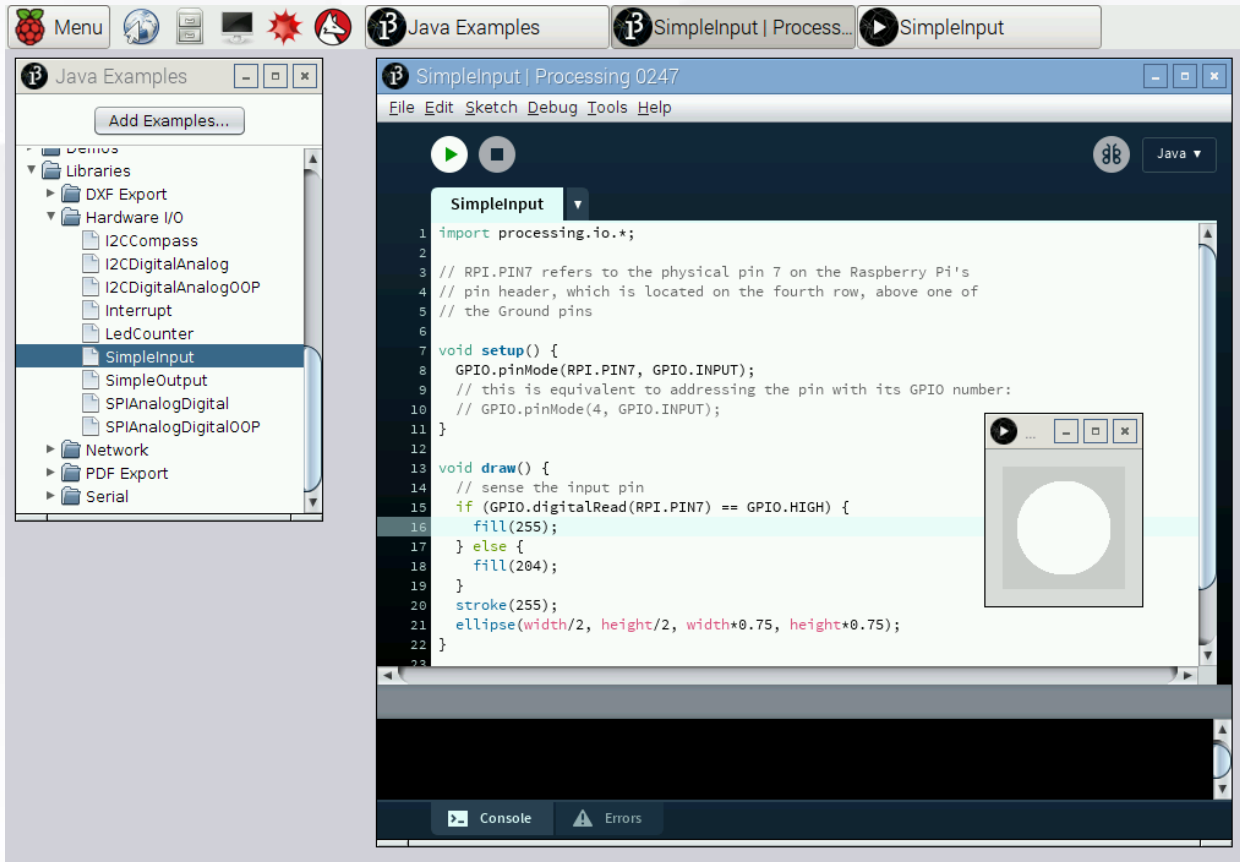 Menu
Java Examples
SimpleInput | Process...
SimpleInput
Java Examples
Add Examples...
Demos
Libraries
DXF Export
Hardware I/O
I2CCompass
I2CDigitalAnalog
I2CDigitalAnalogOOP
Interrupt
LedCounter
SimpleInput
SimpleOutput
SPIAnalogDigital
SPIAnalogDigitalOOP
Network
PDF Export
Serial
SimpleInput | Processing 0247
File Edit Sketch Debug Tools Help
Java ▼
SimpleInput ▼
1 import processing.io.*;
2
3 // RPI.PIN7 refers to the physical pin 7 on the Raspberry Pi's
4 // pin header, which is located on the fourth row, above one of
5 // the Ground pins
6
7 void setup() {
8 GPIO.pinMode(RPI.PIN7, GPIO.INPUT);
9 // this is equivalent to addressing the pin with its GPIO number:
10 // GPIO.pinMode(4, GPIO.INPUT);
11 }
12
13 void draw() {
14 // sense the input pin
15 if (GPIO.digitalRead(RPI.PIN7) == GPIO.HIGH) {
16 fill(255);
17 } else {
18 fill(204);
19 }
20 stroke(255);
21 ellipse(width/2, height/2, width*0.75, height*0.75);
22 }
23
...
Console
Errors